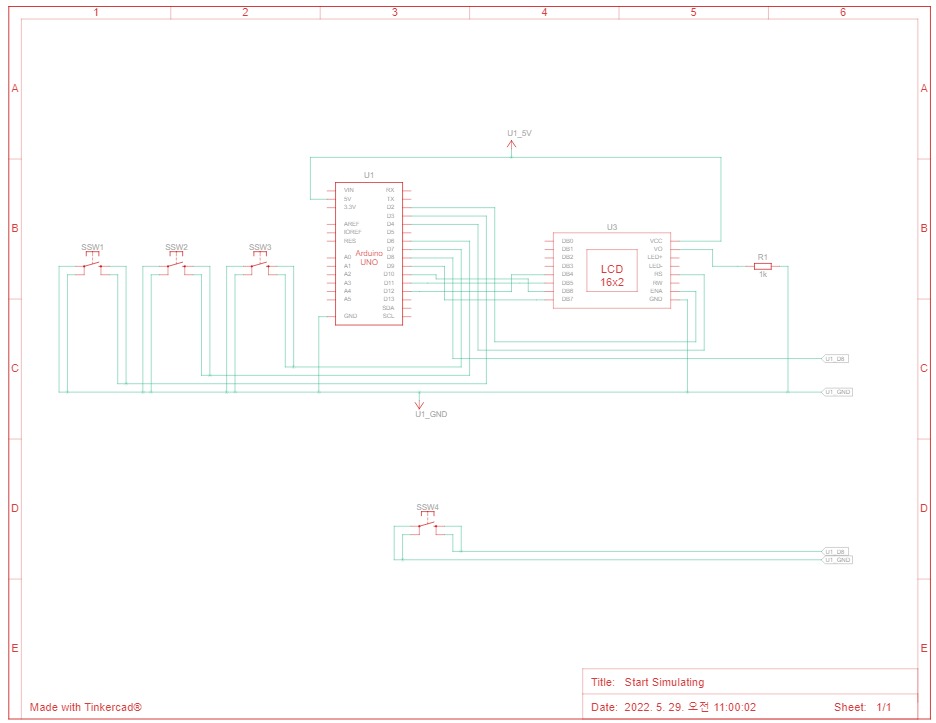 1 2 3 4 5 6
A A
U1_5V
U1
VIN RX
5V TX
3.3V D2
D3
AREF D4
IOREF D5
RES D6
D7
A0 D8
A1 D9
A2 D10
A3 D11
A4 D12
A5 D13
SDA
GND SCL
Arduino
UNO
B B
SSW1 SSW2 SSW3
U3
DB0 VCC
DB1 VO
DB2 LED+
DB3 LED-
DB4 RS
DB5 RW
DB6 ENA
DB7 GND
LCD
16x2
R1
1k
C C
U1_D8
U1_GND
U1_GND
D D
SSW4
U1_D8
U1_GND
E E
Title: Start Simulating
Made with Tinkercad®
Date: 2022. 5. 29. 오전 11:00:02 Sheet: 1/1